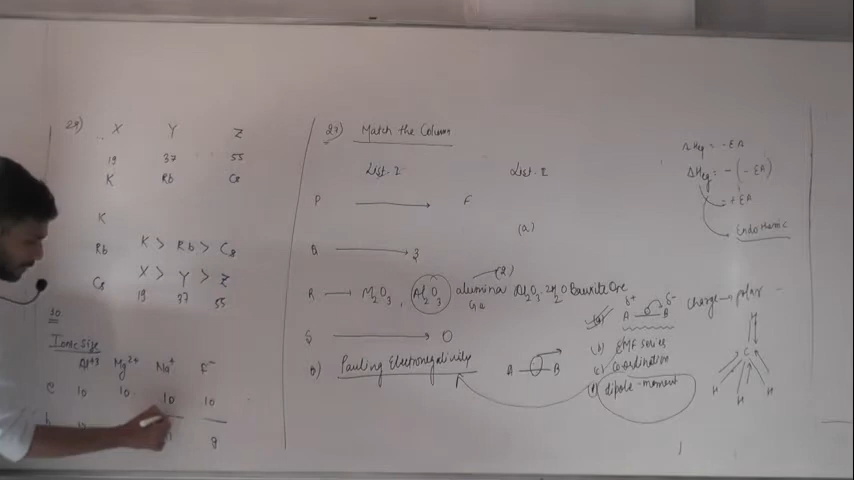 29)
X Y Z
19 37 55
K Rb Cs
K
Rb K > Rb > Cs
Cs X > Y > Z
19 37 55
30
Ionic Size
Al+3 Mg2+ Na+ F-
e 10 10 10 10
9
27) Match the Column
List-I List-II
P → F
(a)
Q → 3
R → M2O3 , Al2O3 alumina Al2O3.2H2O Bauxite Ore
(R)
Ga
S → O
8) Pauling Electronegativity A B
(a) A δ+ B δ- Charge → polar
(b) EMF series
(c) Coordination
(d) dipole-moment
ΔHeg = - EA
ΔHeg = - (- EA)
= + EA
Endothermic
H
C
H H H